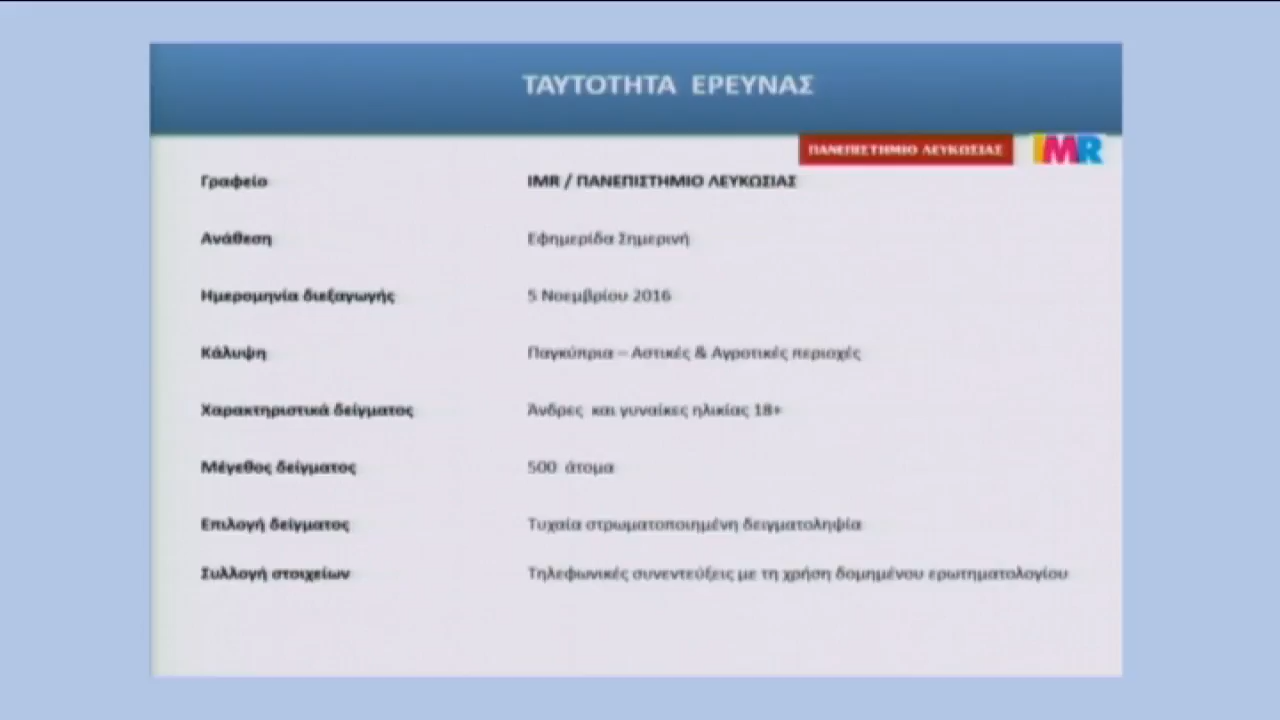 ΤΑΥΤΟΤΗΤΑ ΕΡΕΥΝΑΣ
ΠΑΝΕΠΙΣΤΗΜΙΟ ΛΕΥΚΩΣΙΑΣ IMR
Γραφείο IMR / ΠΑΝΕΠΙΣΤΗΜΙΟ ΛΕΥΚΩΣΙΑΣ
Ανάθεση Εφημερίδα Σημερινή
Ημερομηνία διεξαγωγής 5 Νοεμβρίου 2016
Κάλυψη Παγκύπρια – Αστικές & Αγροτικές περιοχές
Χαρακτηριστικά δείγματος Άνδρες και γυναίκες ηλικίας 18+
Μέγεθος δείγματος 500 άτομα
Επιλογή δείγματος Τυχαία στρωματοποιημένη δειγματοληψία
Συλλογή στοιχείων Τηλεφωνικές συνεντεύξεις με τη χρήση δομημένου ερωτηματολογίου